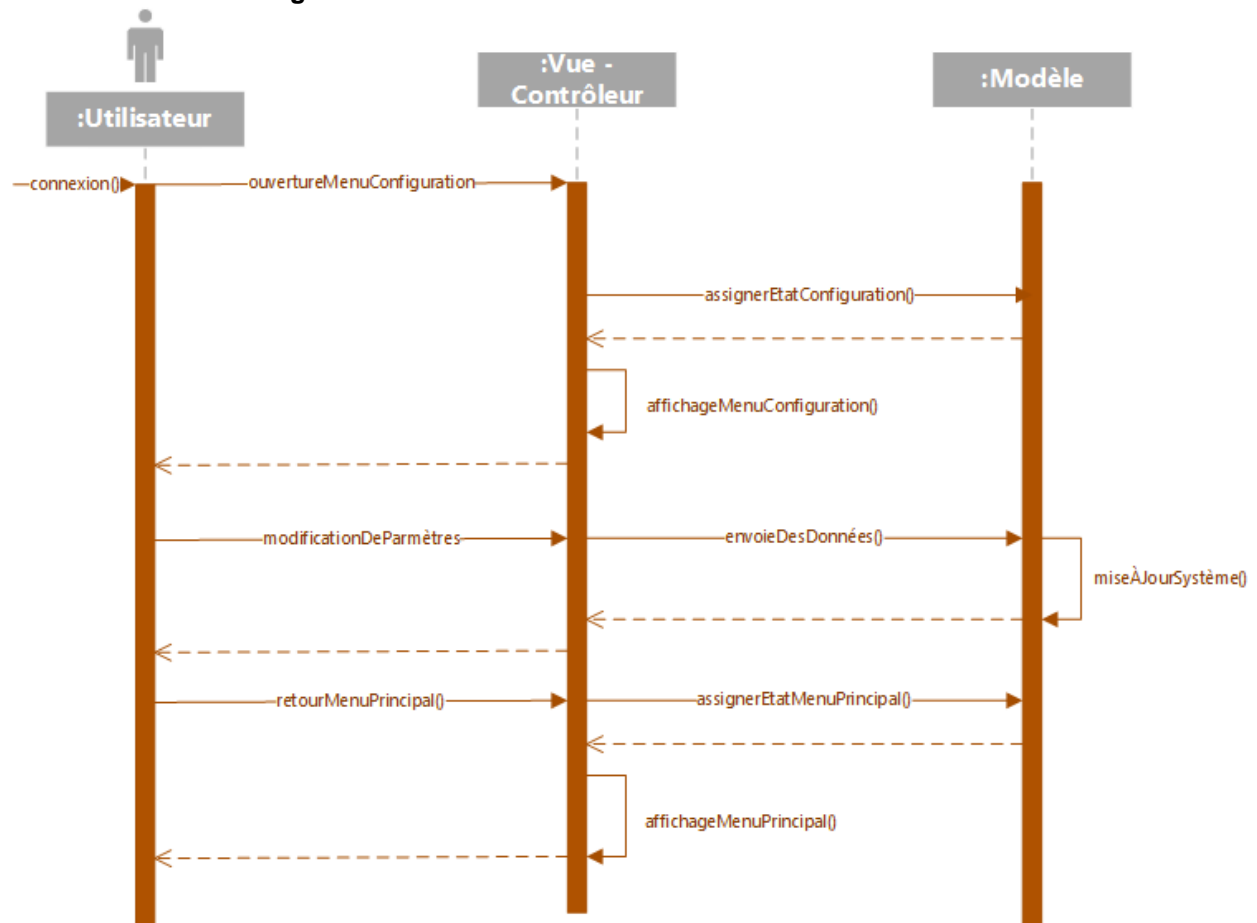 :Utilisateur
:Vue -
Contrôleur
:Modèle
connexion()
ouvertureMenuConfiguration
assignerEtatConfiguration()
affichageMenuConfiguration()
modificationDeParmètres
envoieDesDonnées()
miseÀJourSystème()
retourMenuPrincipal()
assignerEtatMenuPrincipal()
affichageMenuPrincipal()